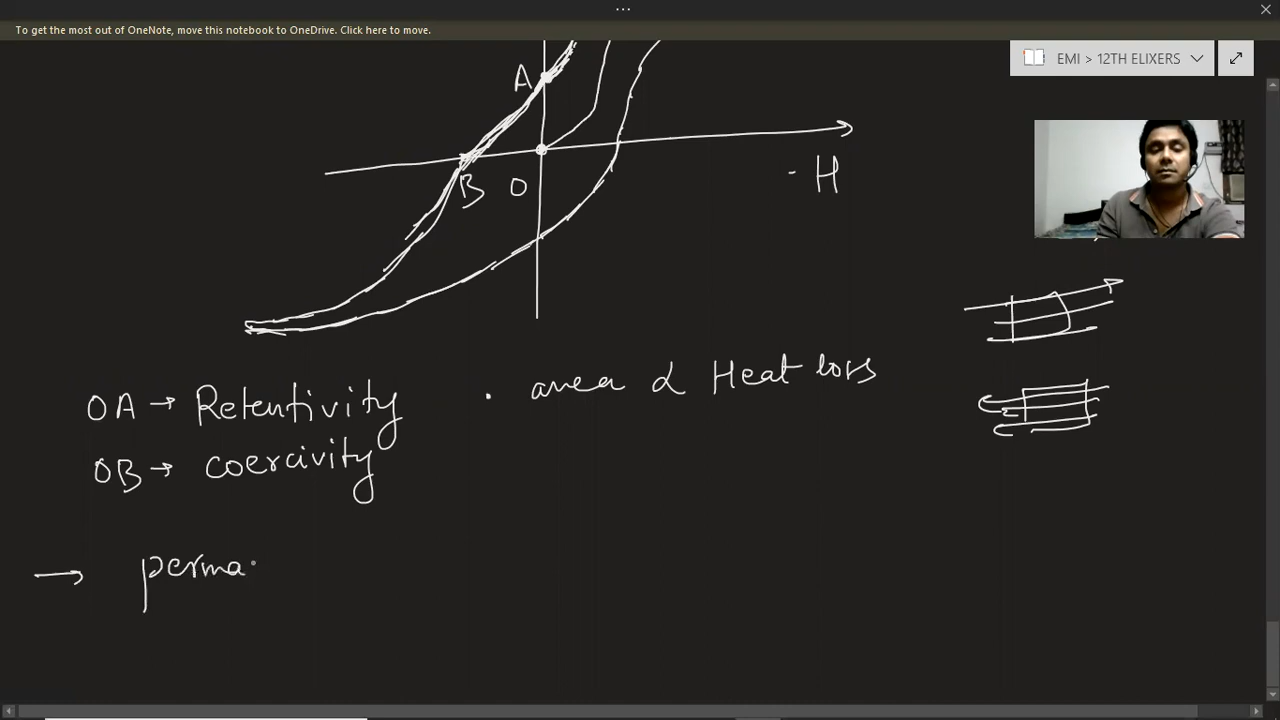 To get the most out of OneNote, move this notebook to OneDrive. Click here to move.
EMI > 12TH ELIXERS
A
B O
H
OA → Retentivity
. area α Heat loss
OB → coercivity
→ perma